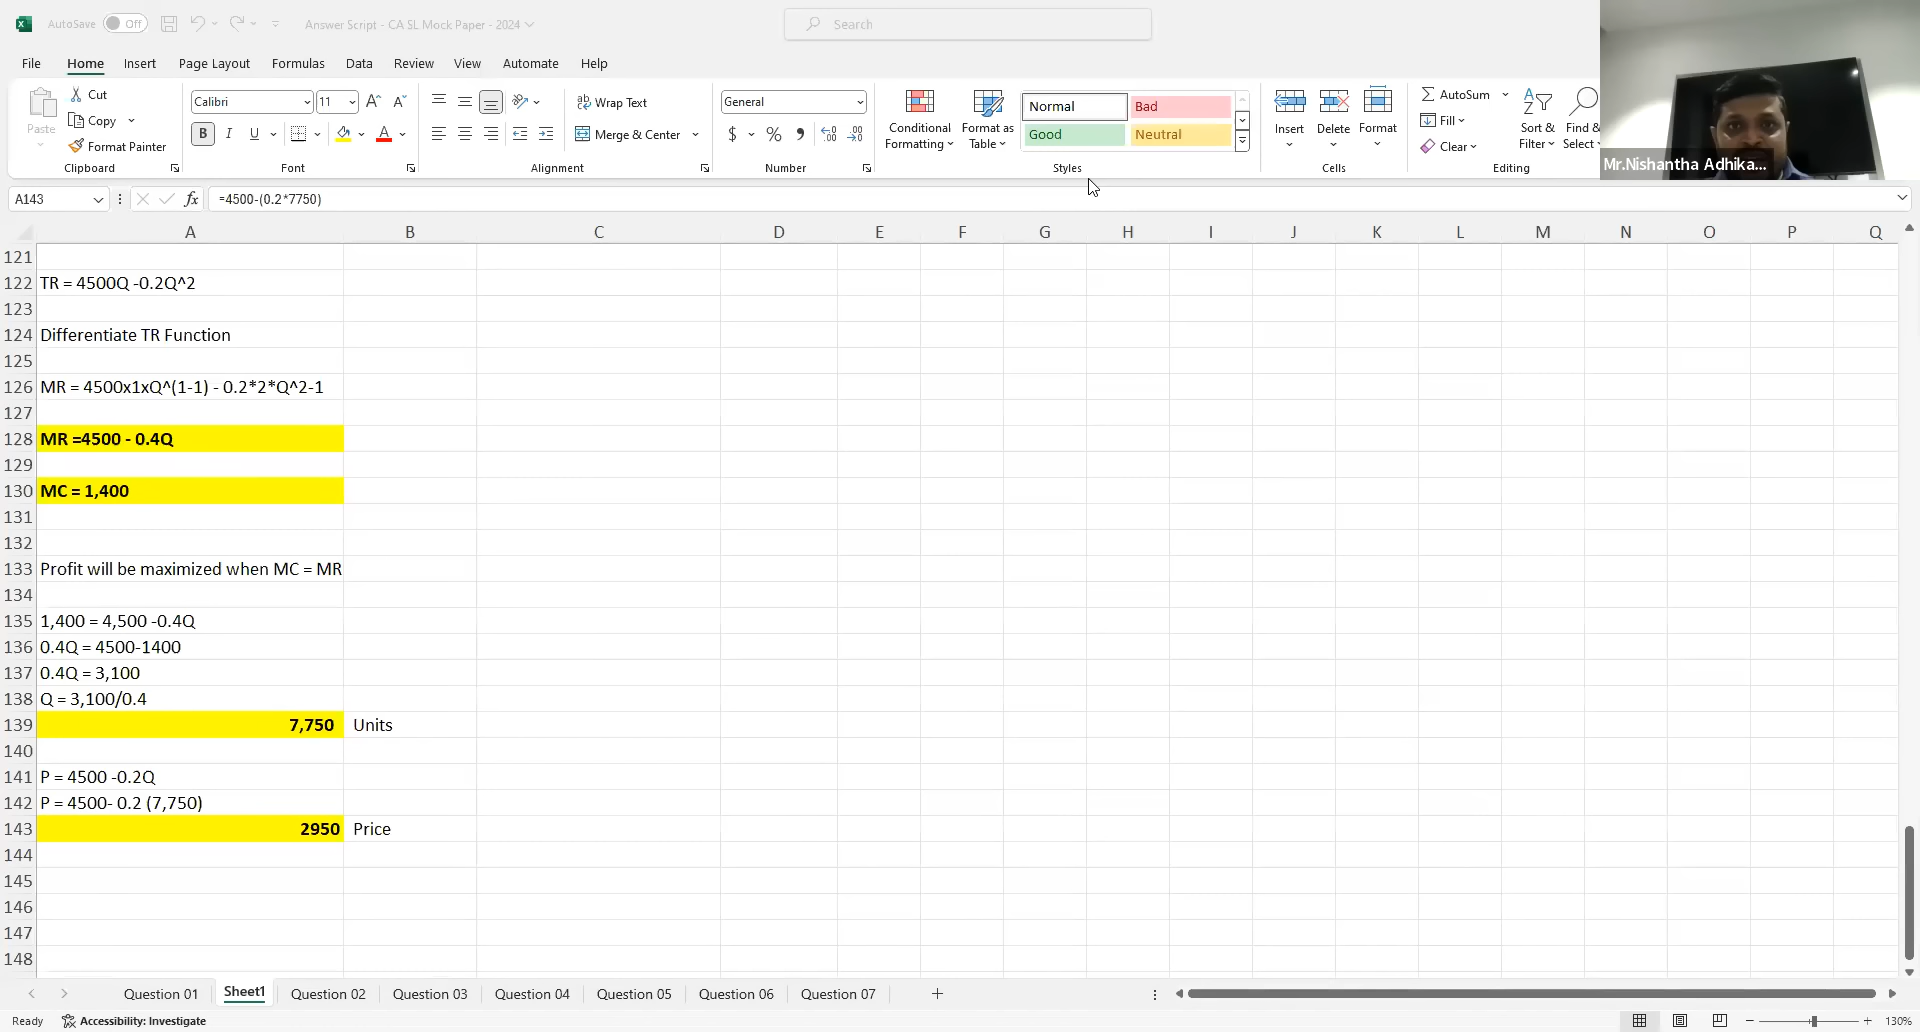 AutoSave Off Answer Script - CA SL Mock Paper - 2024 Search
File Home Insert Page Layout Formulas Data Review View Automate Help
Paste Cut Copy Format Painter Clipboard
Calibri 11 B I U A Font
Wrap Text Merge & Center Alignment
General $ % Number
Conditional Formatting Format as Table Normal Bad Good Neutral Styles
Insert Delete Format Cells
AutoSum Fill Clear Sort & Filter Find & Select Editing
Mr.Nishantha Adhika...
A143 fx =4500-(0.2*7750)
A B C D E F G H I J K L M N O P Q
121
122 TR = 4500Q -0.2Q^2
123
124 Differentiate TR Function
125
126 MR = 4500x1xQ^(1-1) - 0.2*2*Q^2-1
127
128 MR =4500 - 0.4Q
129
130 MC = 1,400
131
132
133 Profit will be maximized when MC = MR
134
135 1,400 = 4,500 -0.4Q
136 0.4Q = 4500-1400
137 0.4Q = 3,100
138 Q = 3,100/0.4
139 7,750 Units
140
141 P = 4500 -0.2Q
142 P = 4500- 0.2 (7,750)
143 2950 Price
144
145
146
147
148
Question 01 Sheet1 Question 02 Question 03 Question 04 Question 05 Question 06 Question 07
Ready Accessibility: Investigate 130%